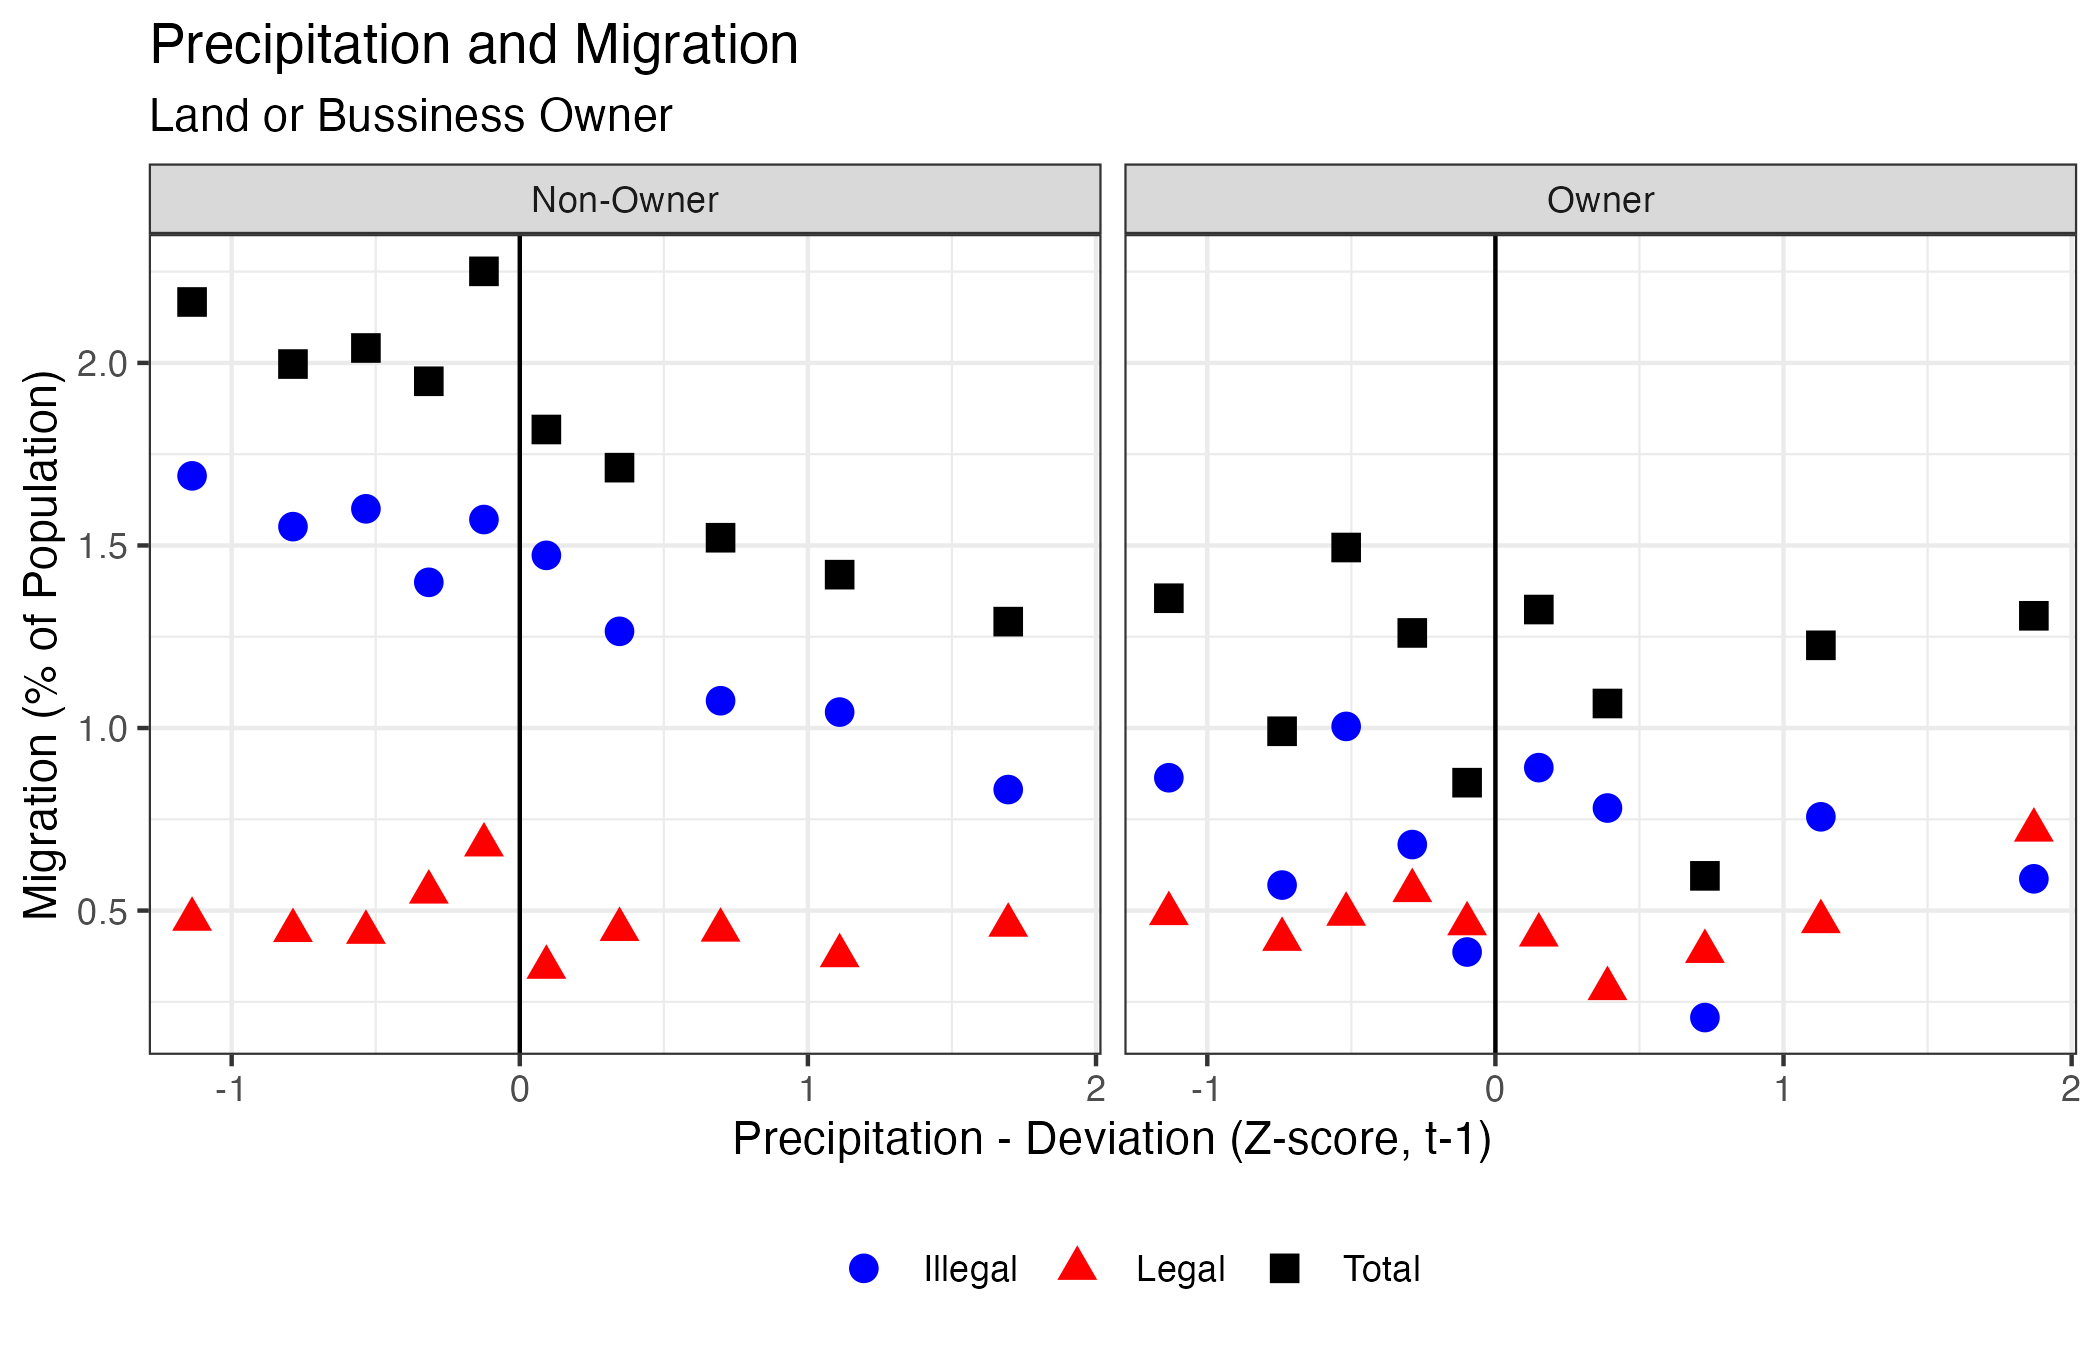 Precipitation and Migration
Land or Bussiness Owner
Non-Owner
Owner
Migration (% of Population)
2.0
1.5
1.0
0.5
-1 0 1 2
-1 0 1 2
Precipitation - Deviation (Z-score, t-1)
Illegal Legal Total